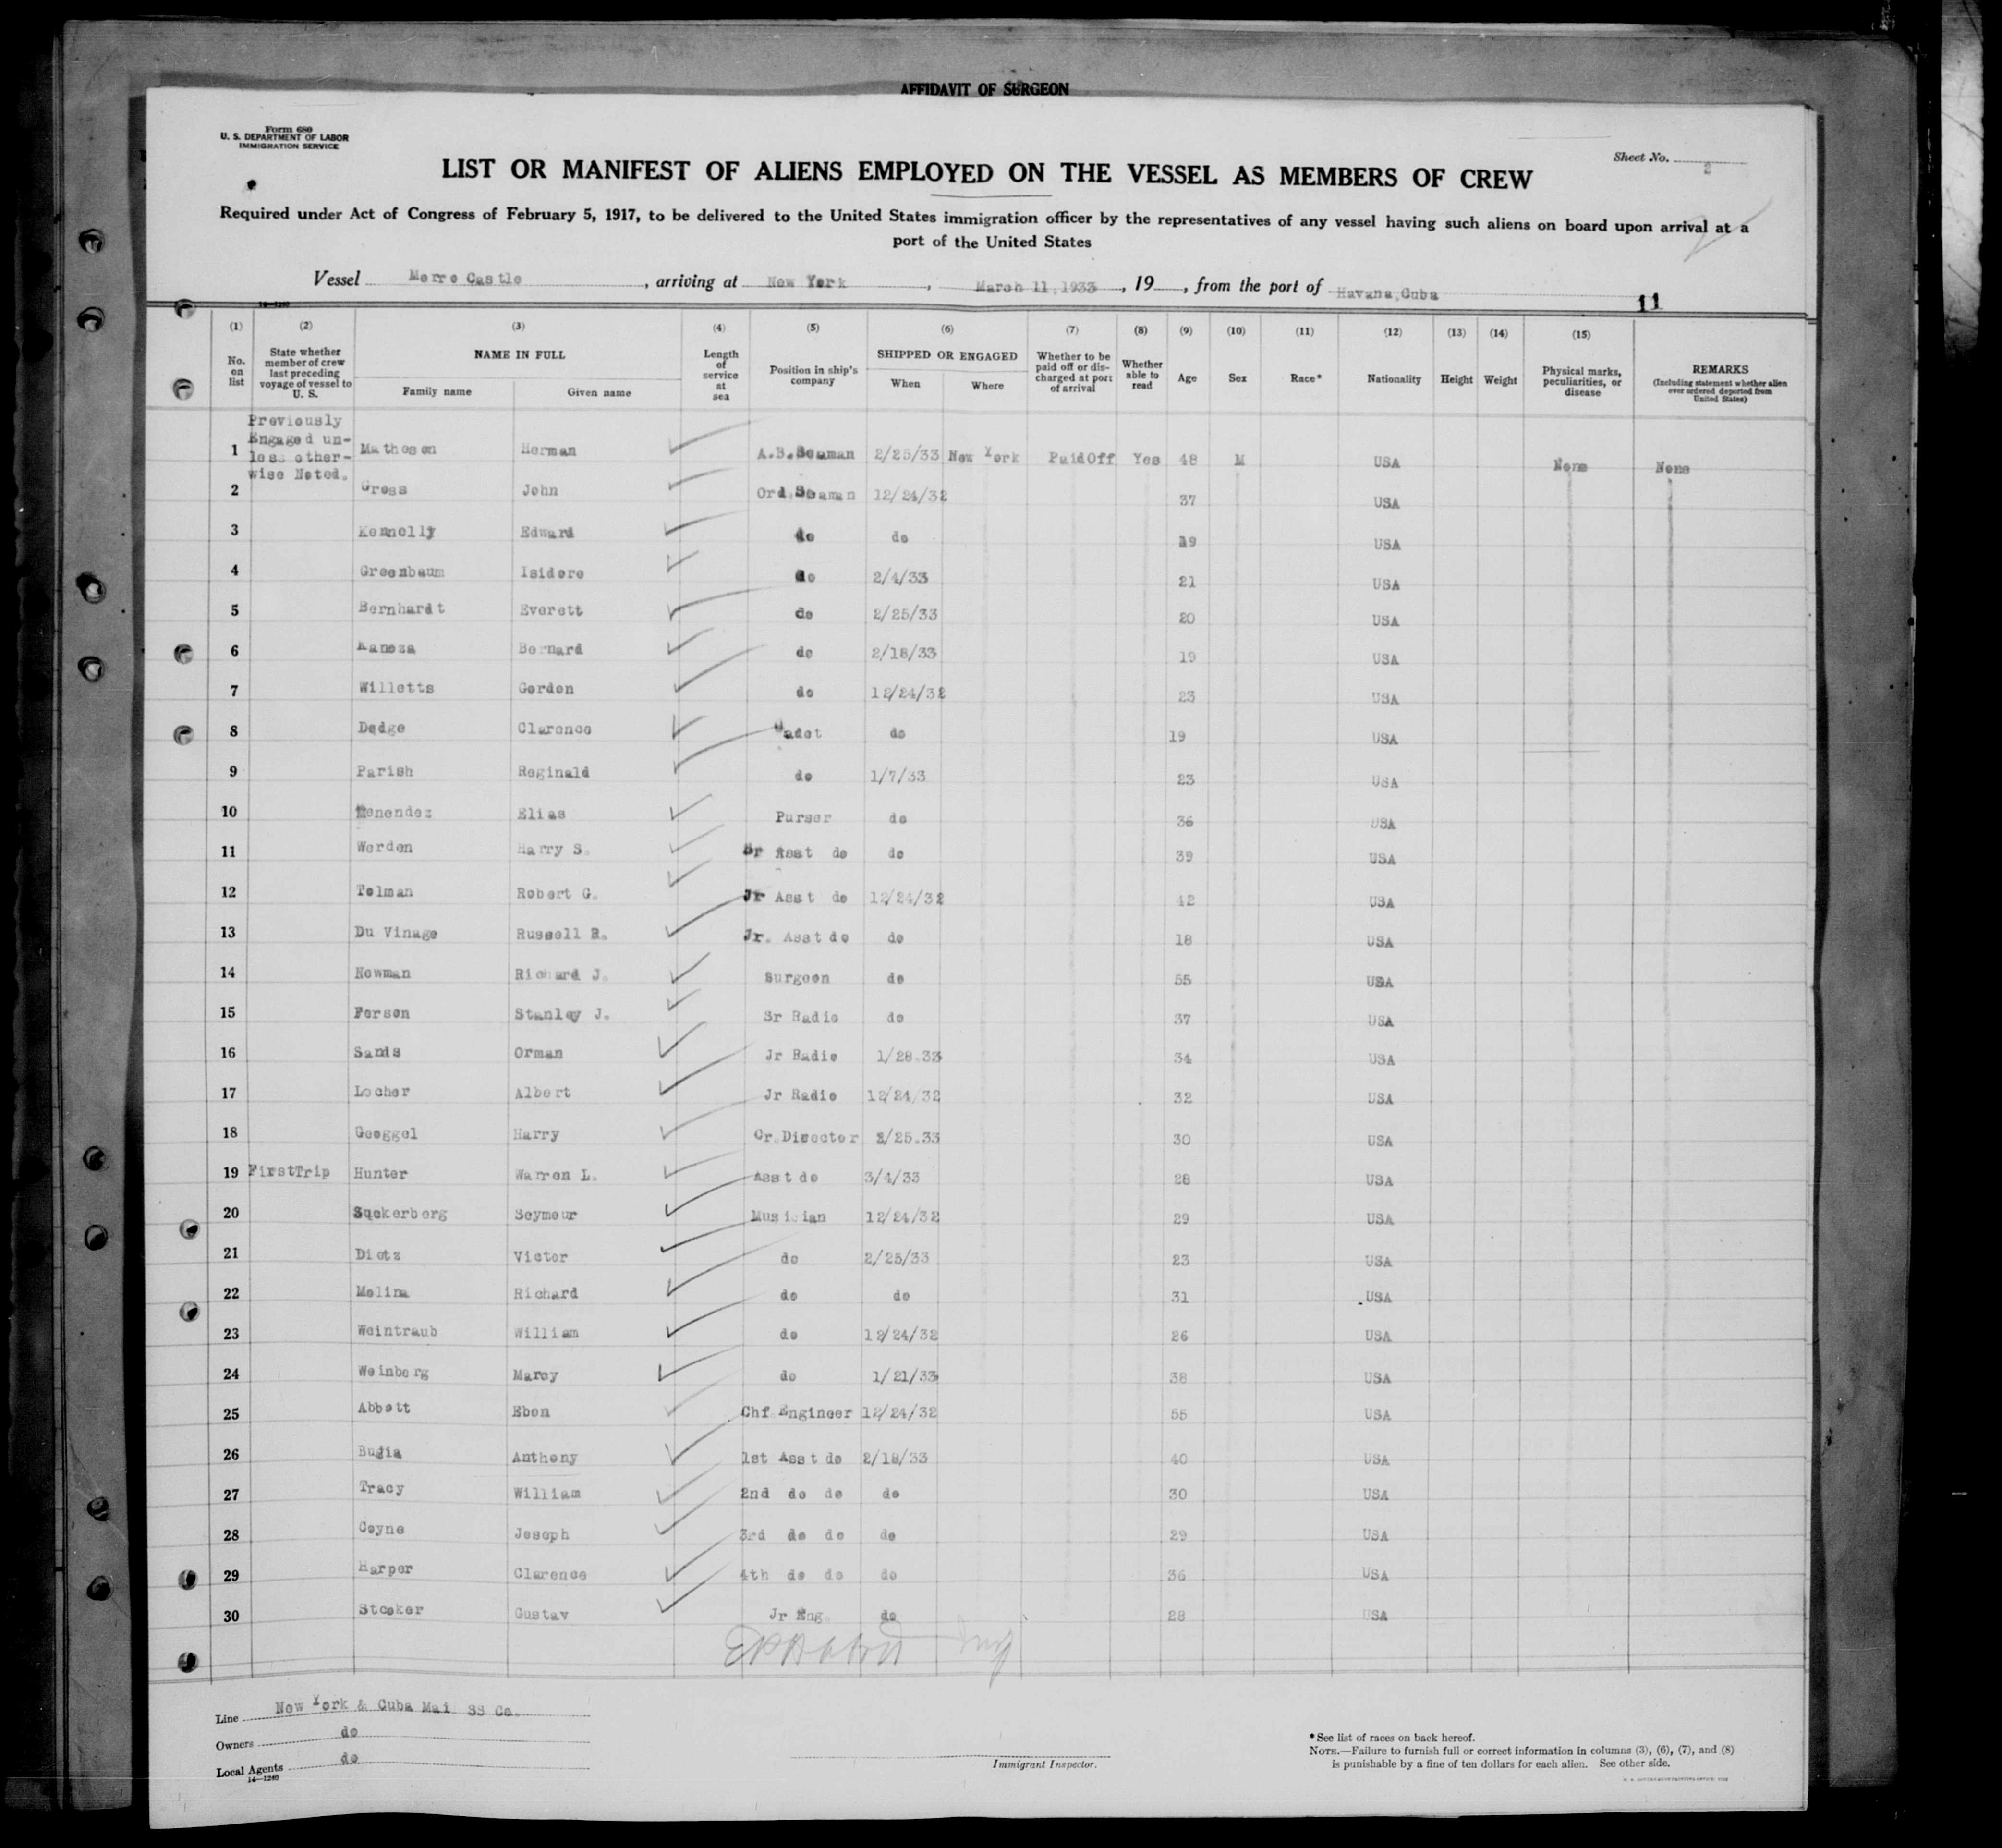 AFFIDAVIT OF SURGEON
Form 680
U. S. DEPARTMENT OF LABOR
IMMIGRATION SERVICE
Sheet No.
LIST OR MANIFEST OF ALIENS EMPLOYED ON THE VESSEL AS MEMBERS OF CREW
Required under Act of Congress of February 5, 1917, to be delivered to the United States immigration officer by the representatives of any vessel having such aliens on board upon arrival at a
port of the United States
Vessel Morro Castle, arriving at New York, March 11,1933, 19 , from the port of Havana,Cuba
14-1240
11
(1) (2) (3) (4) (5) (6) (7) (8) (9) (10) (11) (12) (13) (14) (15)
No. on list State whether member of crew last preceding voyage of vessel to U. S. NAME IN FULL Family name Given name Length of service at sea Position in ship's company SHIPPED OR ENGAGED When Where Whether to be paid off or discharged at port of arrival Whether able to read Age Sex Race* Nationality Height Weight Physical marks, peculiarities, or disease REMARKS (Including statement whether alien ever ordered deported from United States)
Previously Engaged un- less other- wise Noted.
1 Matheson Herman A.B.Seaman 2/25/33 New York PaidOff Yes 48 M USA None None
2 Gross John Ord.Seaman 12/24/32 37 USA
3 Kennolly Edward do do 19 USA
4 Greenbaum Isidore do 2/4/33 21 USA
5 Bernhardt Everett do 2/25/33 20 USA
6 Kanoza Bernard do 2/18/33 19 USA
7 Willetts Gordon do 12/24/32 23 USA
8 Dodge Clarence Cadet do 19 USA
9 Parish Reginald do 1/7/33 23 USA
10 Menendez Elias Purser do 36 USA
11 Worden Harry S. Sr Asst do do 39 USA
12 Tolman Robert G. Jr Asst do 12/24/32 42 USA
13 Du Vinage Russell R. Jr. Asst do do 18 USA
14 Newman Richard J. Surgeon do 55 USA
15 Ferson Stanley J. Sr Radio do 37 USA
16 Sands Orman Jr Radio 1/28.33 34 USA
17 Locher Albert Jr Radio 12/24/32 32 USA
18 Geoggel Harry Cr.Director 2/25.33 30 USA
19 FirstTrip Hunter Warren L. Asst do 3/4/33 28 USA
20 Suckerberg Seymour Musician 12/24/32 29 USA
21 Dietz Victor do 2/25/33 23 USA
22 Molina Richard do do 31 USA
23 Weintraub William do 12/24/32 26 USA
24 Weinberg Marcy do 1/21/33 38 USA
25 Abbott Eben Chf Engineer 12/24/32 55 USA
26 Bugia Anthony 1st Asst do 2/18/33 40 USA
27 Tracy William 2nd do do do 30 USA
28 Coyne Joseph 3rd do do do 29 USA
29 Harper Clarence 4th do do do 36 USA
30 Stocker Gustav Jr Eng. do 28 USA
Line New York & Cuba Mai SS Co.
Owners do
Local Agents do
14-1240
Immigrant Inspector.
* See list of races on back hereof.
NOTE.—Failure to furnish full or correct information in columns (3), (6), (7), and (8)
is punishable by a fine of ten dollars for each alien. See other side.